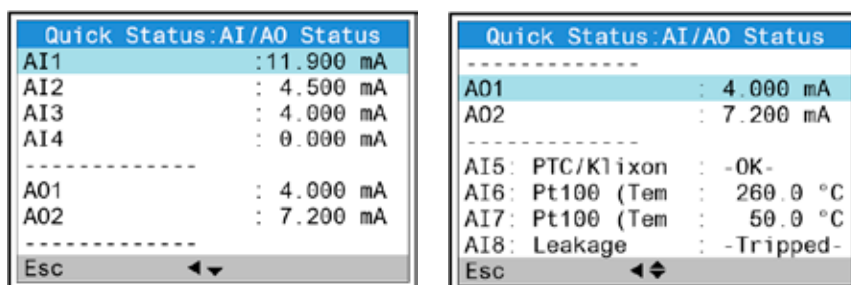 Quick Status:AI/AO Status
AI1 :11.900 mA
AI2 : 4.500 mA
AI3 : 4.000 mA
AI4 : 0.000 mA
-------------
AO1 : 4.000 mA
AO2 : 7.200 mA
-------------
Esc
Quick Status:AI/AO Status
-------------
AO1 : 4.000 mA
AO2 : 7.200 mA
-------------
AI5: PTC/Klixon : -OK-
AI6: Pt100 (Tem : 260.0 °C
AI7: Pt100 (Tem : 50.0 °C
AI8: Leakage : -Tripped-
Esc